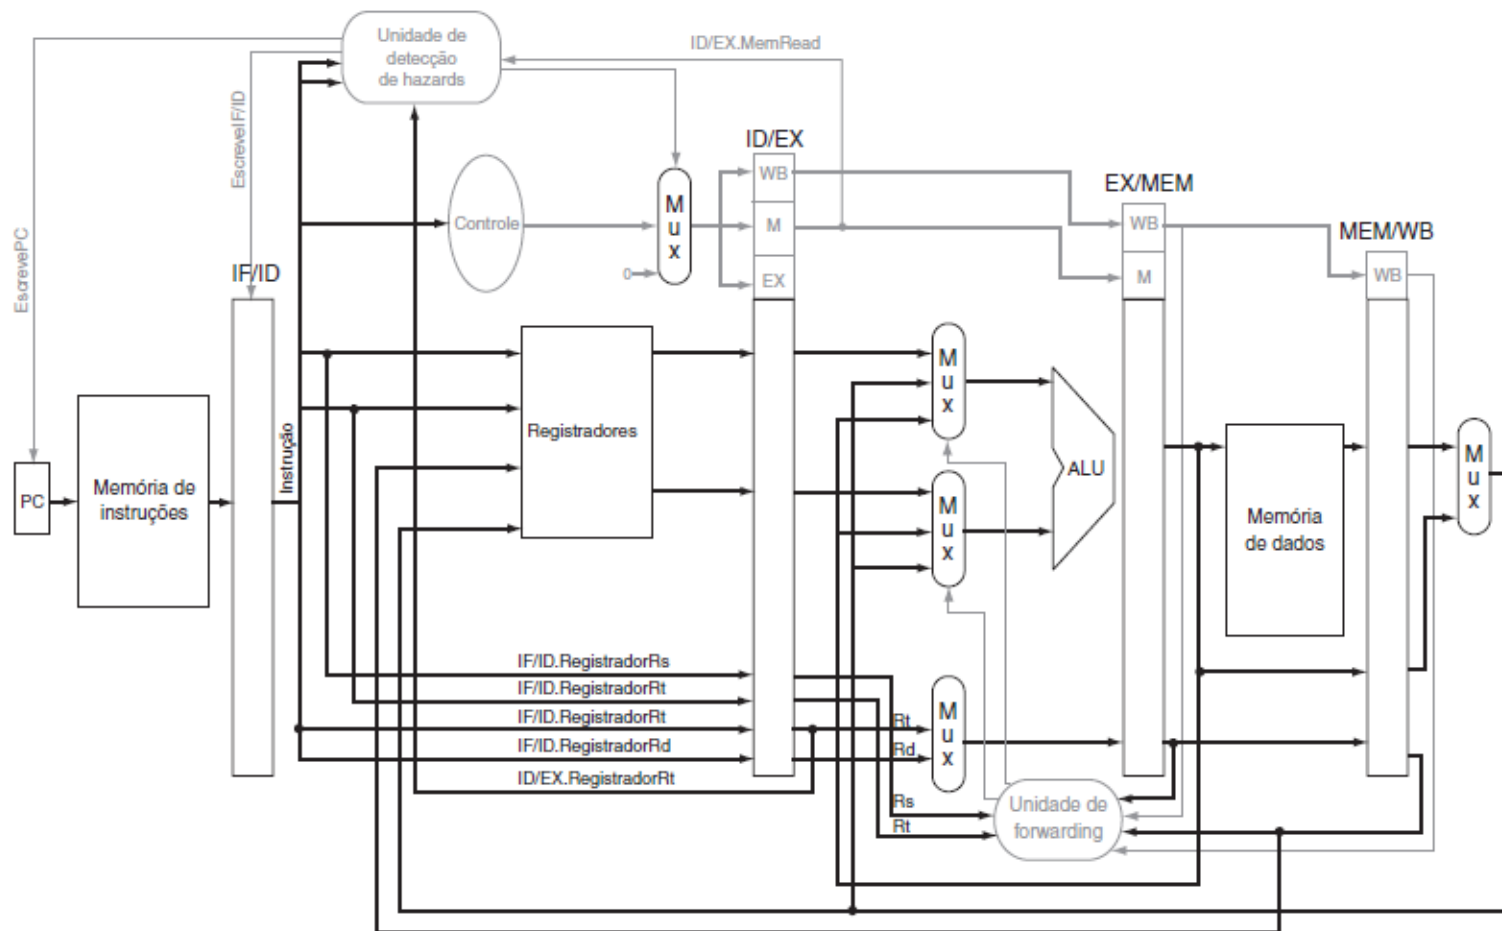 Unidade de
detecção
de hazards
ID/EX.MemRead
EscreveIF/ID
EscrevePC
ID/EX
WB
M
EX
EX/MEM
WB
M
MEM/WB
WB
Controle
M
u
x
0
IF/ID
Instrução
PC
Memória de
instruções
Registradores
M
u
x
M
u
x
ALU
Memória
de dados
M
u
x
IF/ID.RegistradorRs
IF/ID.RegistradorRt
IF/ID.RegistradorRt
IF/ID.RegistradorRd
ID/EX.RegistradorRt
Rt
Rd
M
u
x
Rs
Rt
Unidade de
forwarding